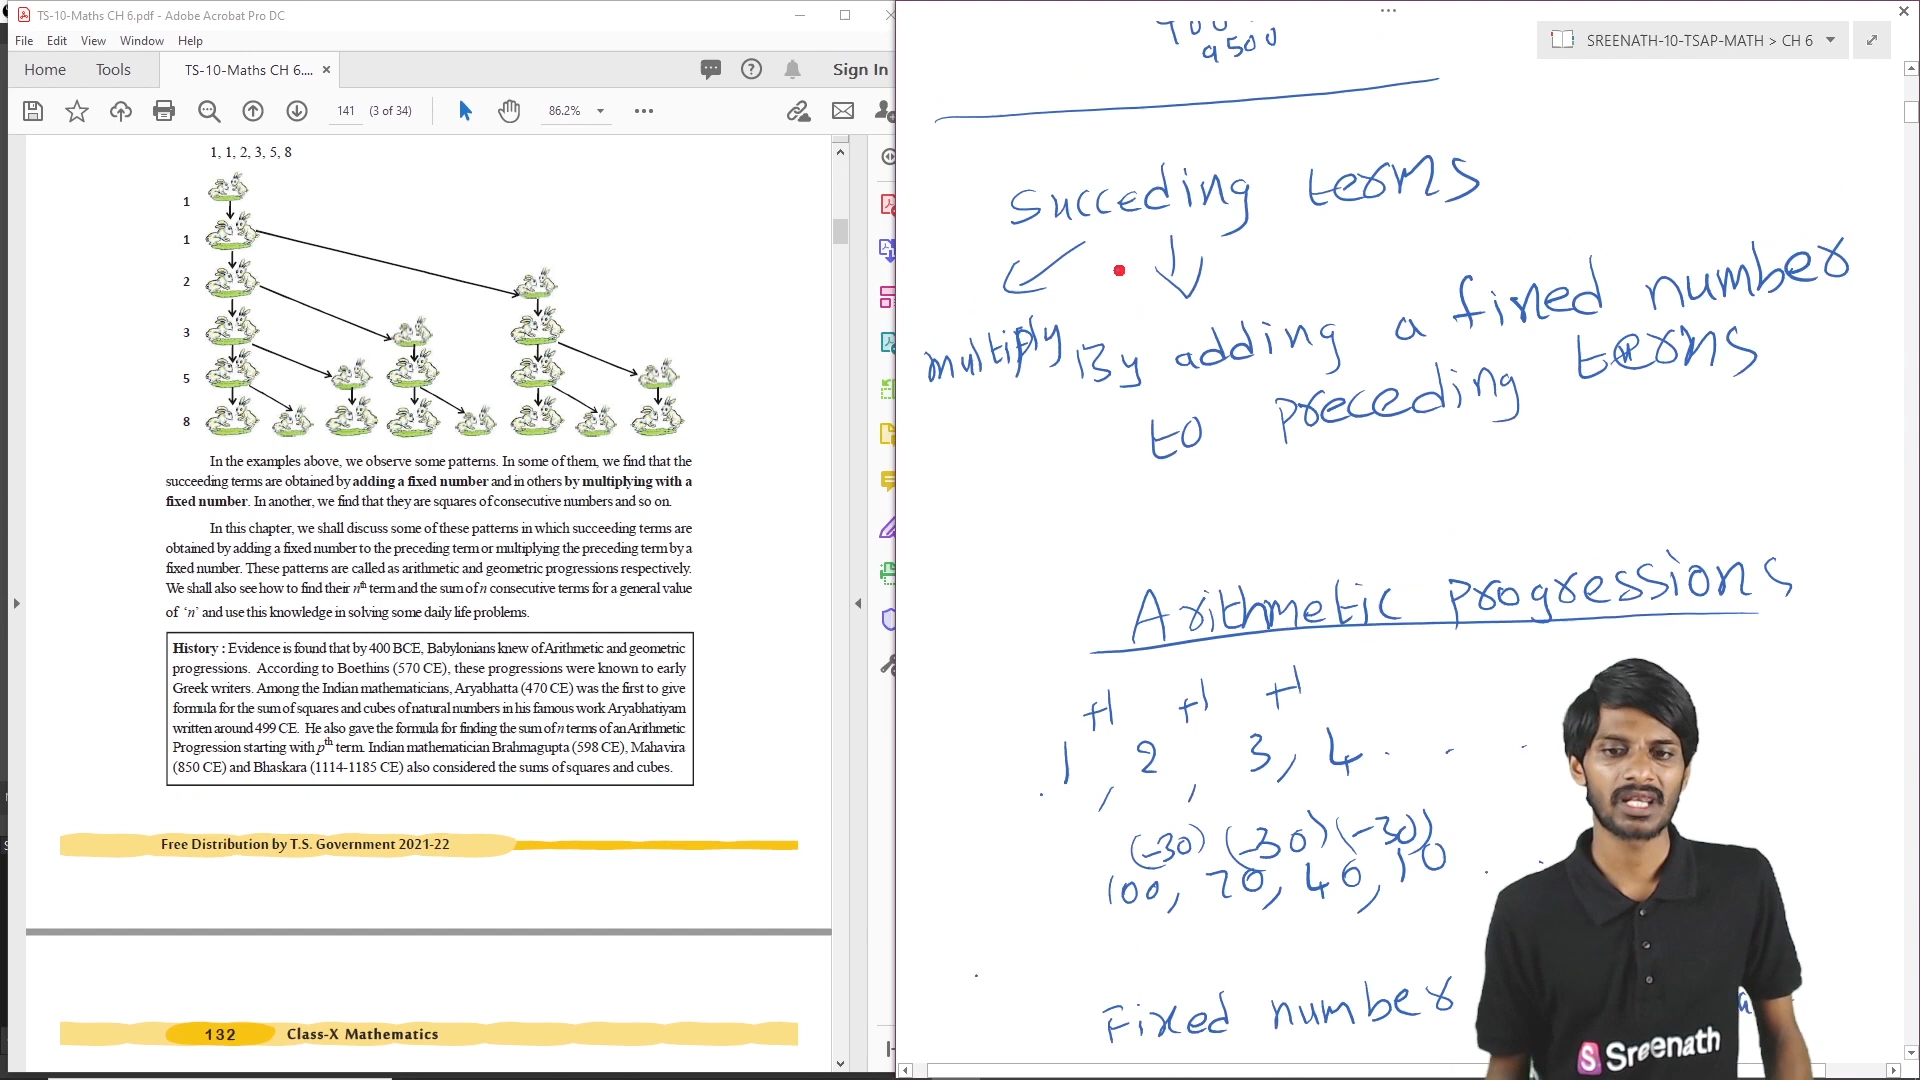 TS-10-Maths CH 6.pdf - Adobe Acrobat Pro DC
File Edit View Window Help
Home Tools TS-10-Maths CH 6.... × Sign In
141 (3 of 34) 86.2%
1, 1, 2, 3, 5, 8
1
1
2
3
5
8
In the examples above, we observe some patterns. In some of them, we find that the
succeeding terms are obtained by adding a fixed number and in others by multiplying with a
fixed number. In another, we find that they are squares of consecutive numbers and so on.
In this chapter, we shall discuss some of these patterns in which succeeding terms are
obtained by adding a fixed number to the preceding term or multiplying the preceding term by a
fixed number. These patterns are called as arithmetic and geometric progressions respectively.
We shall also see how to find their nth term and the sum of n consecutive terms for a general value
of ‘n’ and use this knowledge in solving some daily life problems.
History : Evidence is found that by 400 BCE, Babylonians knew of Arithmetic and geometric
progressions. According to Boethins (570 CE), these progressions were known to early
Greek writers. Among the Indian mathematicians, Aryabhatta (470 CE) was the first to give
formula for the sum of squares and cubes of natural numbers in his famous work Aryabhatiyam
written around 499 CE. He also gave the formula for finding the sum of n terms of an Arithmetic
Progression starting with pth term. Indian mathematician Brahmagupta (598 CE), Mahavira
(850 CE) and Bhaskara (1114-1185 CE) also considered the sums of squares and cubes.
Free Distribution by T.S. Government 2021-22
132 Class-X Mathematics
SREENATH-10-TSAP-MATH > CH 6
9500
Succeding terms
multiply By adding a fixed number
to preceding terms
Arithmetic progressions
+1 +1 +1
1, 2, 3, 4 . . .
(-30) (-30) (-30)
100, 70, 40, 10
Fixed number
S Sreenath